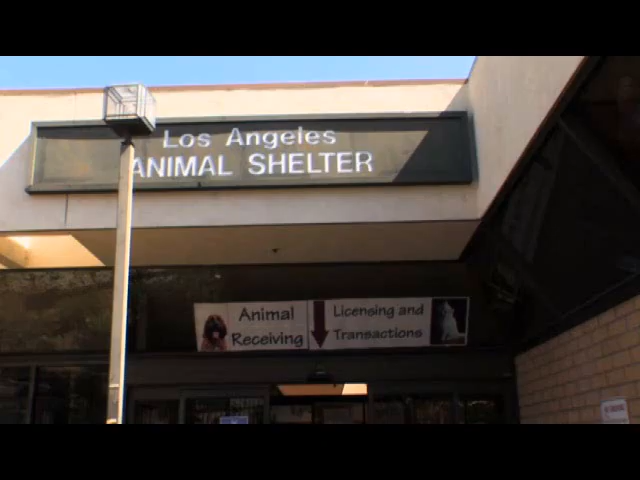 Los Angeles
ANIMAL SHELTER
Animal
Receiving
Licensing and
Transactions